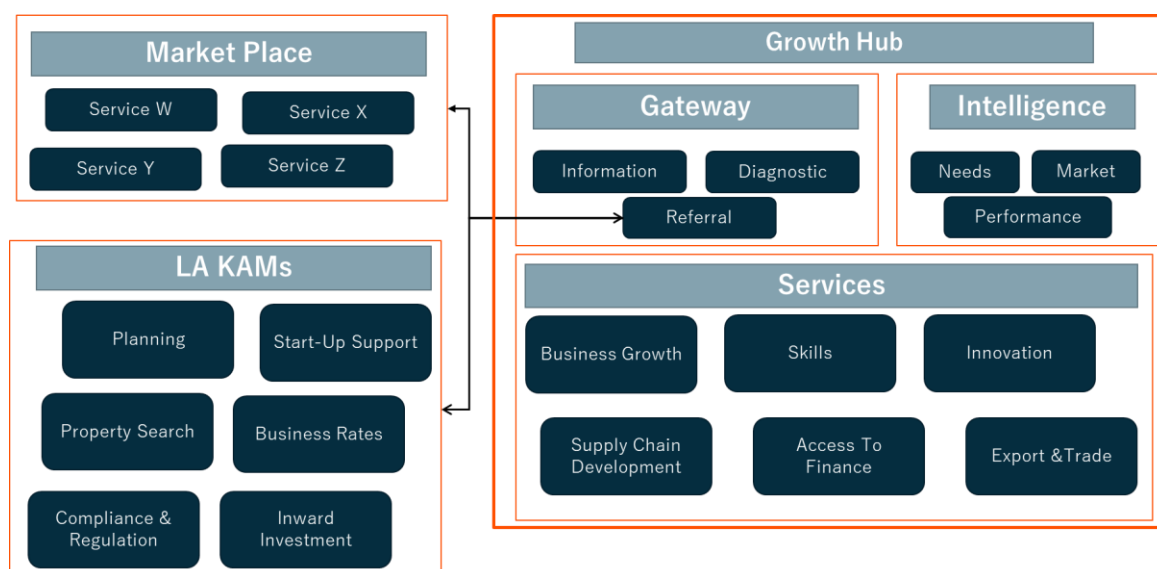 Market Place
Service W
Service X
Service Y
Service Z
LA KAMs
Planning
Start-Up Support
Property Search
Business Rates
Compliance &
Regulation
Inward
Investment
Growth Hub
Gateway
Information
Diagnostic
Referral
Intelligence
Needs
Market
Performance
Services
Business Growth
Skills
Innovation
Supply Chain
Development
Access To
Finance
Export &Trade